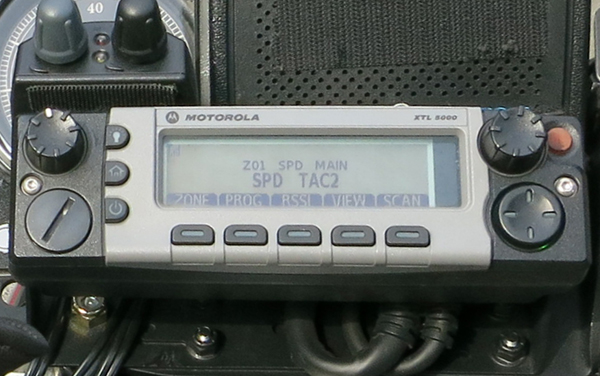 40
MOTOROLA XTL 5000
Z01 SPD MAIN
SPD TAC2
ZONE PROG RSSI VIEW SCAN